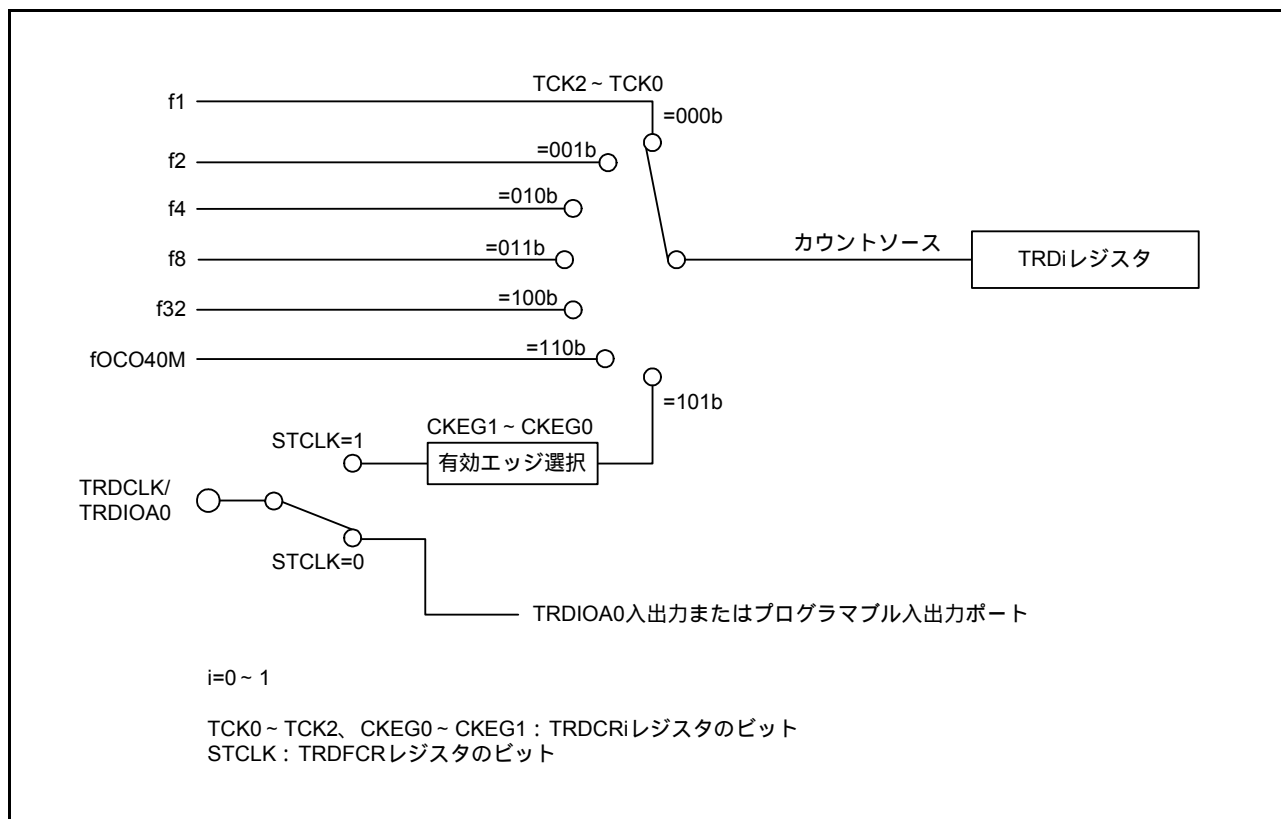 TCK2 ~ TCK0
f1
=000b
f2
=001b
f4
=010b
f8
=011b
カウントソース
TRDiレジスタ
f32
=100b
fOCO40M
=110b
=101b
CKEG1 ~ CKEG0
STCLK=1
有効エッジ選択
TRDCLK/
TRDIOA0
STCLK=0
TRDIOA0入出力またはプログラマブル入出力ポート
i=0 ~ 1
TCK0 ~ TCK2、CKEG0 ~ CKEG1 : TRDCRiレジスタのビット
STCLK : TRDFCRレジスタのビット